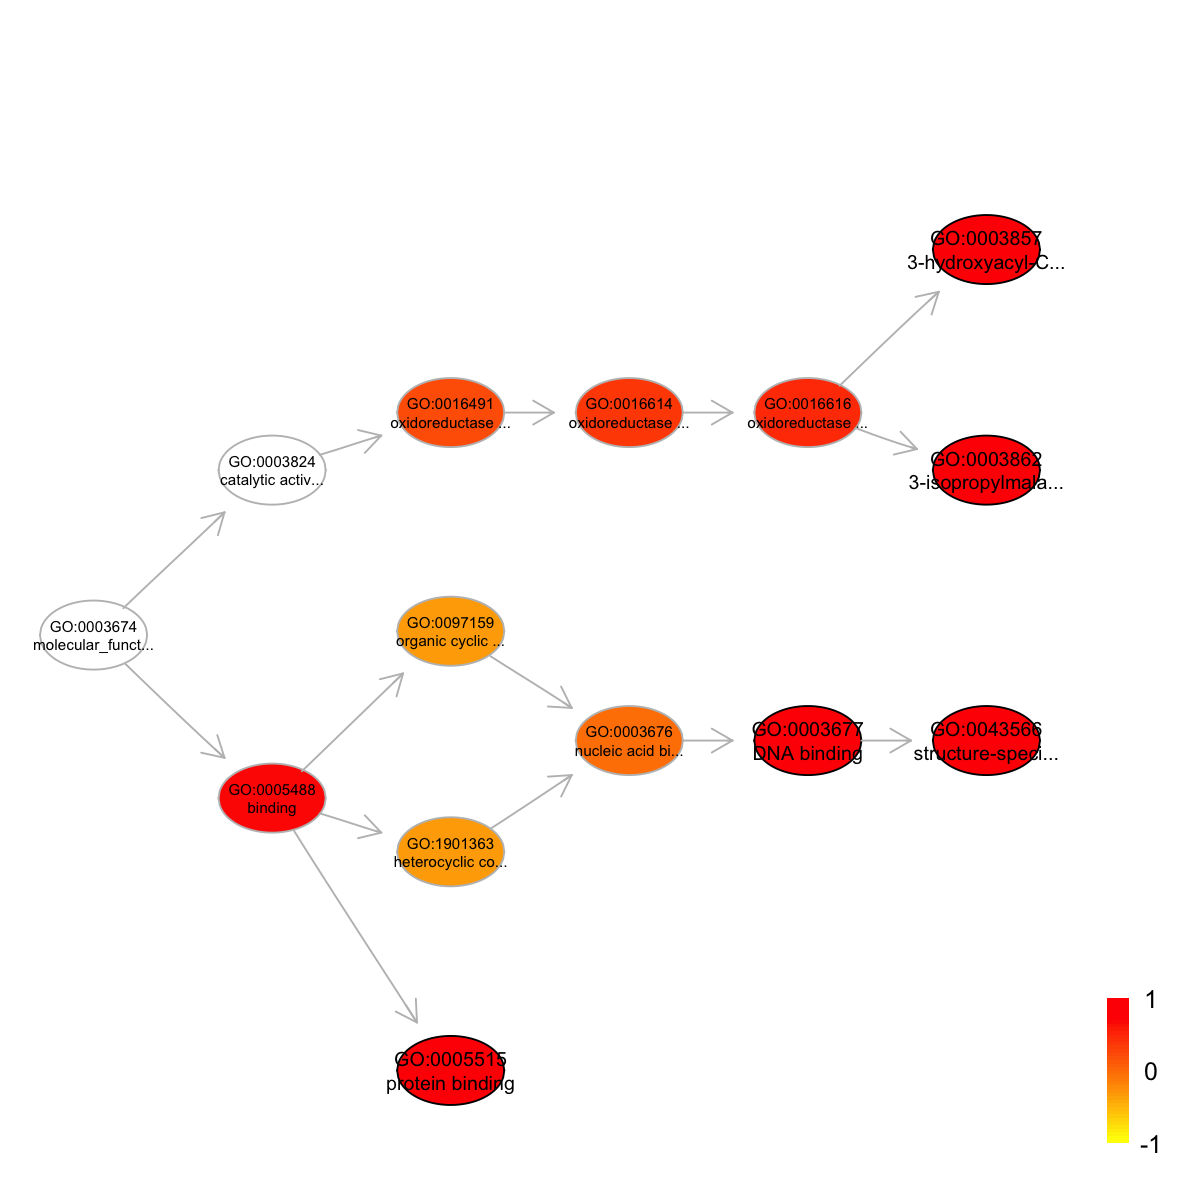 GO:0003857
3-hydroxyacyl-C...
GO:0016491
oxidoreductase ...
GO:0016614
oxidoreductase ...
GO:0016616
oxidoreductase ...
GO:0003862
3-isopropylmala...
GO:0003824
catalytic activ...
GO:0003674
molecular_funct...
GO:0097159
organic cyclic ...
GO:0003676
nucleic acid bi...
GO:0003677
DNA binding
GO:0043566
structure-speci...
GO:0005488
binding
GO:1901363
heterocyclic co...
GO:0005515
protein binding
1
0
-1